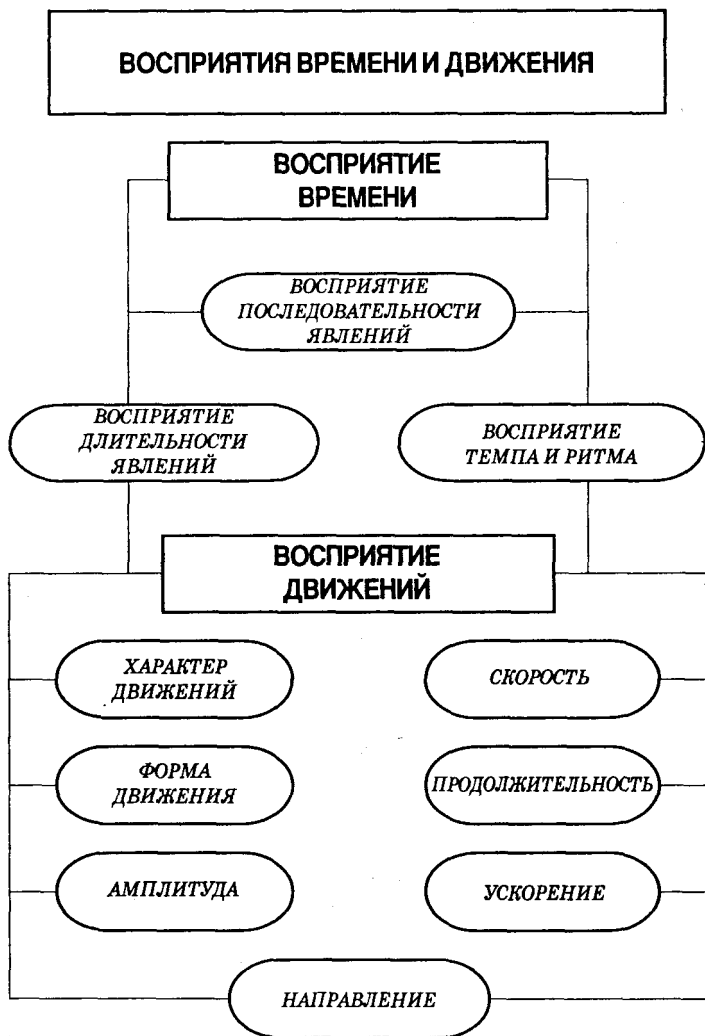 ВОСПРИЯТИЯ ВРЕМЕНИ И ДВИЖЕНИЯ
ВОСПРИЯТИЕ
ВРЕМЕНИ
ВОСПРИЯТИЕ
ПОСЛЕДОВАТЕЛЬНОСТИ
ЯВЛЕНИЙ
ВОСПРИЯТИЕ
ДЛИТЕЛЬНОСТИ
ЯВЛЕНИЙ
ВОСПРИЯТИЕ
ТЕМПА И РИТМА
ВОСПРИЯТИЕ
ДВИЖЕНИЙ
ХАРАКТЕР
ДВИЖЕНИЙ
СКОРОСТЬ
ФОРМА
ДВИЖЕНИЯ
ПРОДОЛЖИТЕЛЬНОСТЬ
АМПЛИТУДА
УСКОРЕНИЕ
НАПРАВЛЕНИЕ